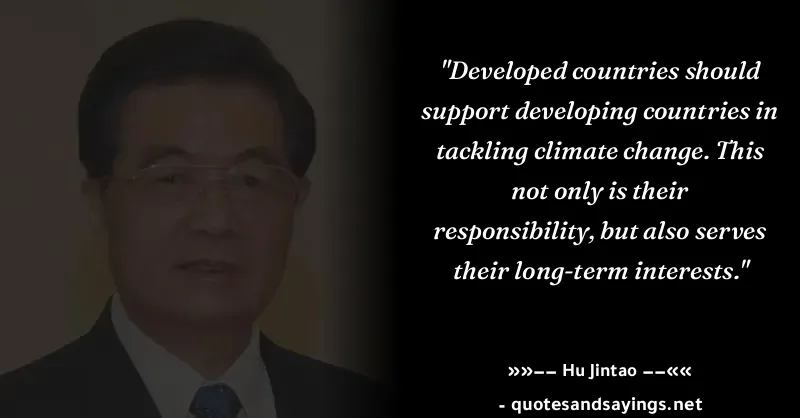 "Developed countries should
support developing countries in
tackling climate change. This
not only is their
responsibility, but also serves
their long-term interests."
»»−− Hu Jintao −−««
- quotesandsayings.net